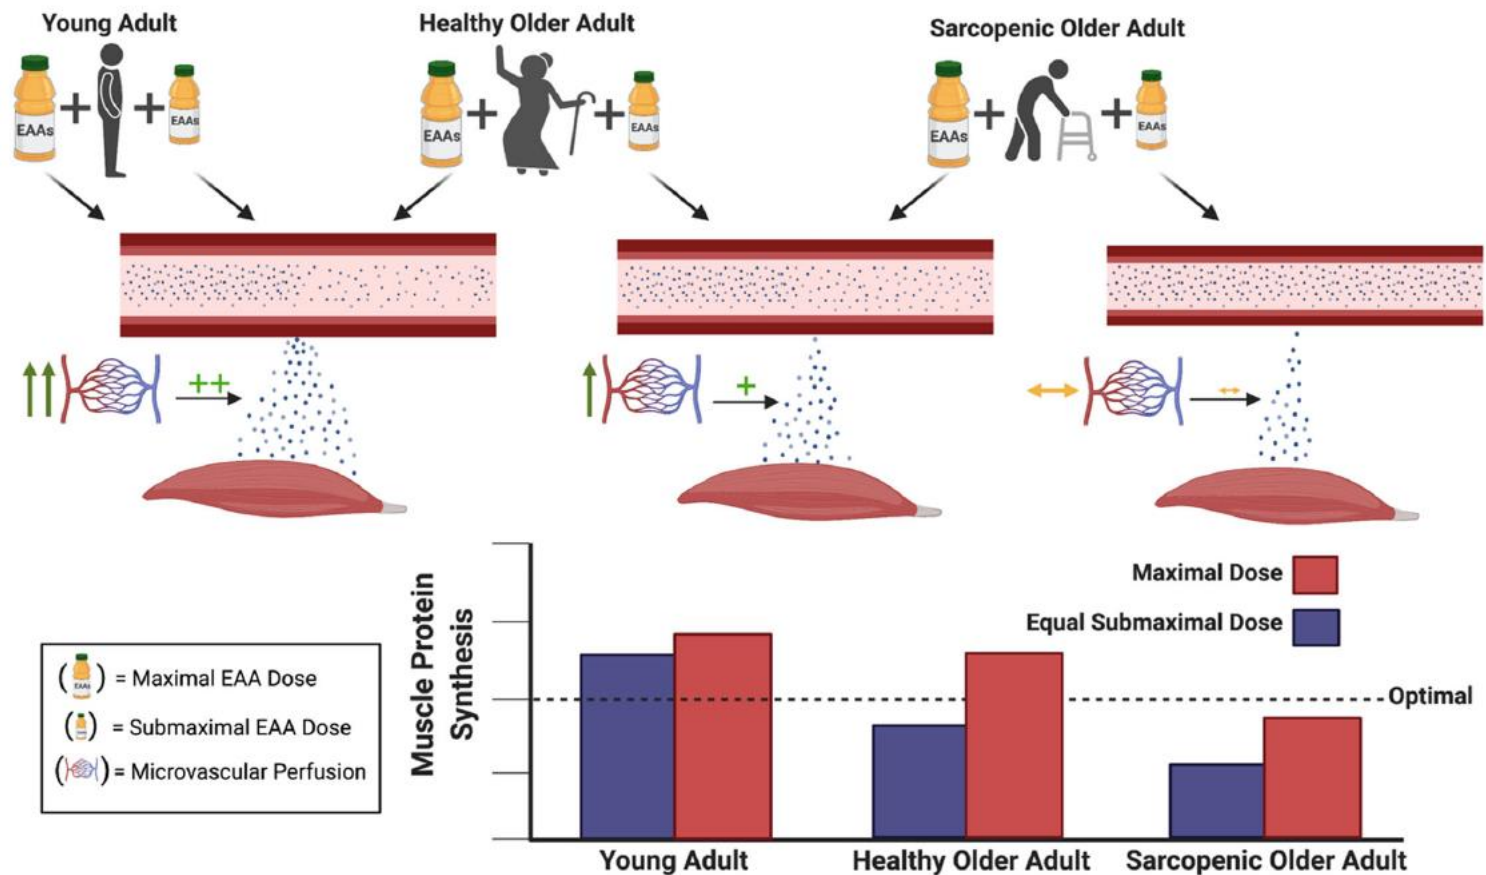 Young Adult
Healthy Older Adult
Sarcopenic Older Adult
EAAs
+
+
EAAs
EAAs
+
+
EAAs
EAAs
+
+
EAAs
++
+
Maximal Dose
Equal Submaximal Dose
Muscle Protein
Synthesis
Optimal
(EAAs) = Maximal EAA Dose
(EAAs) = Submaximal EAA Dose
( ) = Microvascular Perfusion
Young Adult
Healthy Older Adult
Sarcopenic Older Adult